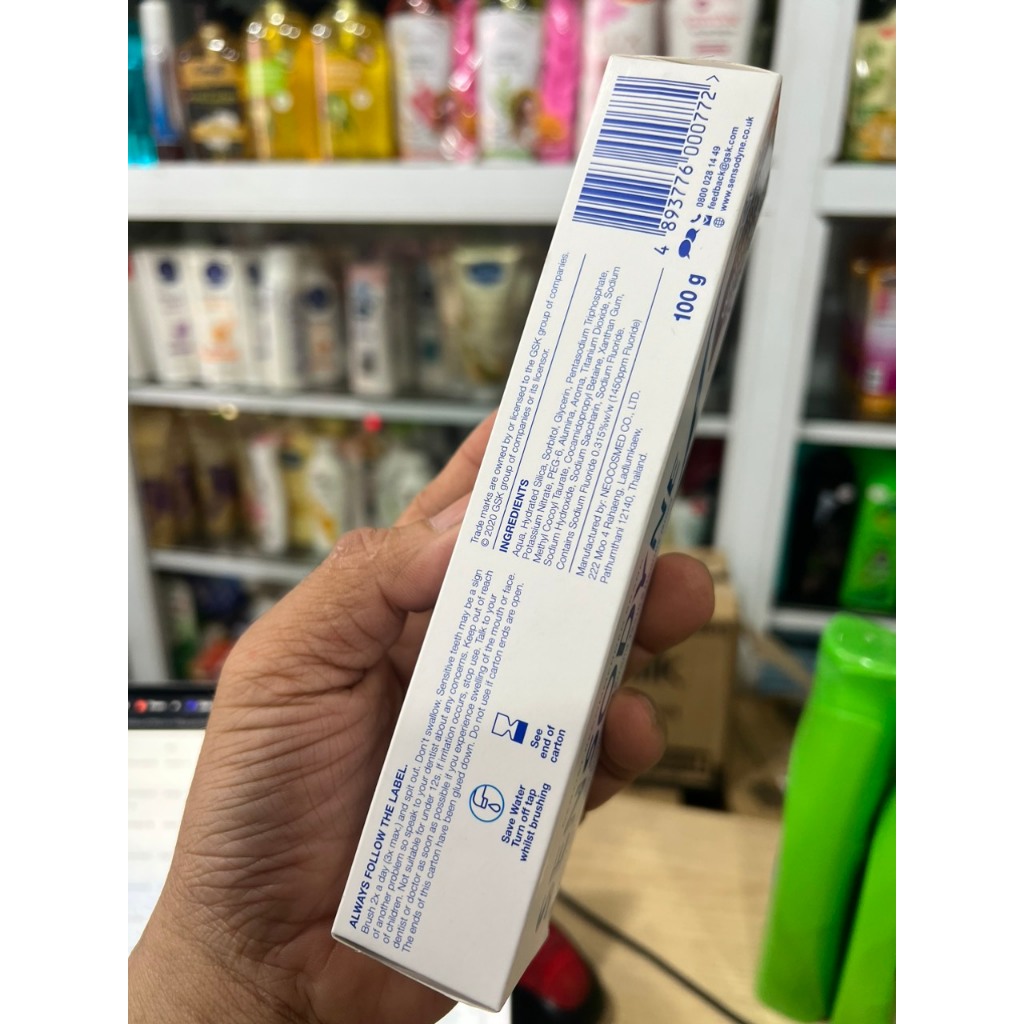 ALWAYS FOLLOW THE LABEL.
Brush 2x a day (3x max.) and spit out. Don't swallow. Sensitive teeth may be a sign
of another problem so speak to your dentist about any concerns. Keep out of reach
of children. Not suitable for under 12s. If irritation occurs, stop use. Talk to your
dentist or doctor as soon as possible if you experience swelling of the mouth or face.
The ends of this carton have been glued down. Do not use if carton ends are open.
Save Water
Turn off tap
whilst brushing
See
end of
carton
Trade marks are owned by or licensed to the GSK group of companies.
© 2020 GSK group of companies or its licensor.
INGREDIENTS
Aqua, Hydrated Silica, Sorbitol, Glycerin, Pentasodium Triphosphate,
Potassium Nitrate, PEG-6, Alumina, Aroma, Titanium Dioxide, Sodium
Methyl Cocoyl Taurate, Cocamidopropyl Betaine, Xanthan Gum,
Sodium Hydroxide, Sodium Saccharin, Sodium Fluoride.
Contains Sodium Fluoride 0.315%w/w (1450ppm Fluoride)
Manufactured by: NEOCOSMED CO., LTD.
222 Moo 4 Rahaeng, Ladlumkaew,
Pathumthani 12140, Thailand.
4 893776 000772 >
0800 028 14 49
feedback@gsk.com
www.sensodyne.co.uk
100 g